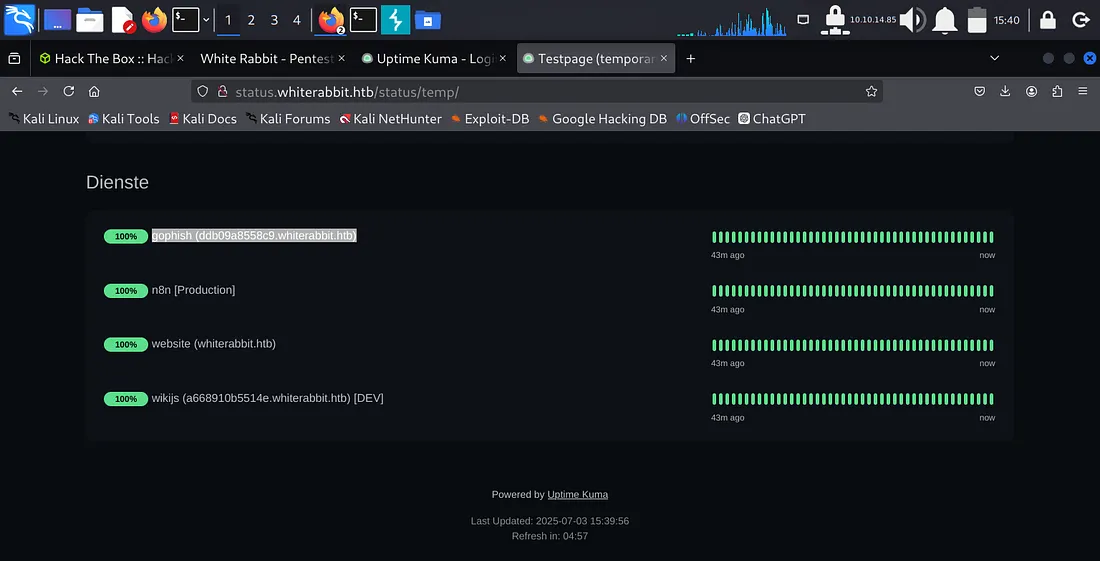 1 2 3 4
2
10.10.14.85
15:40
Hack The Box :: Hac
White Rabbit - Pentest
Uptime Kuma - Logi
Testpage (temporar
status.whiterabbit.htb/status/temp/
Kali Linux
Kali Tools
Kali Docs
Kali Forums
Kali NetHunter
Exploit-DB
Google Hacking DB
OffSec
ChatGPT
Dienste
100% gophish (ddb09a8558c9.whiterabbit.htb)
43m ago now
100% n8n [Production]
43m ago now
100% website (whiterabbit.htb)
43m ago now
100% wikijs (a668910b5514e.whiterabbit.htb) [DEV]
43m ago now
Powered by Uptime Kuma
Last Updated: 2025-07-03 15:39:56
Refresh in: 04:57